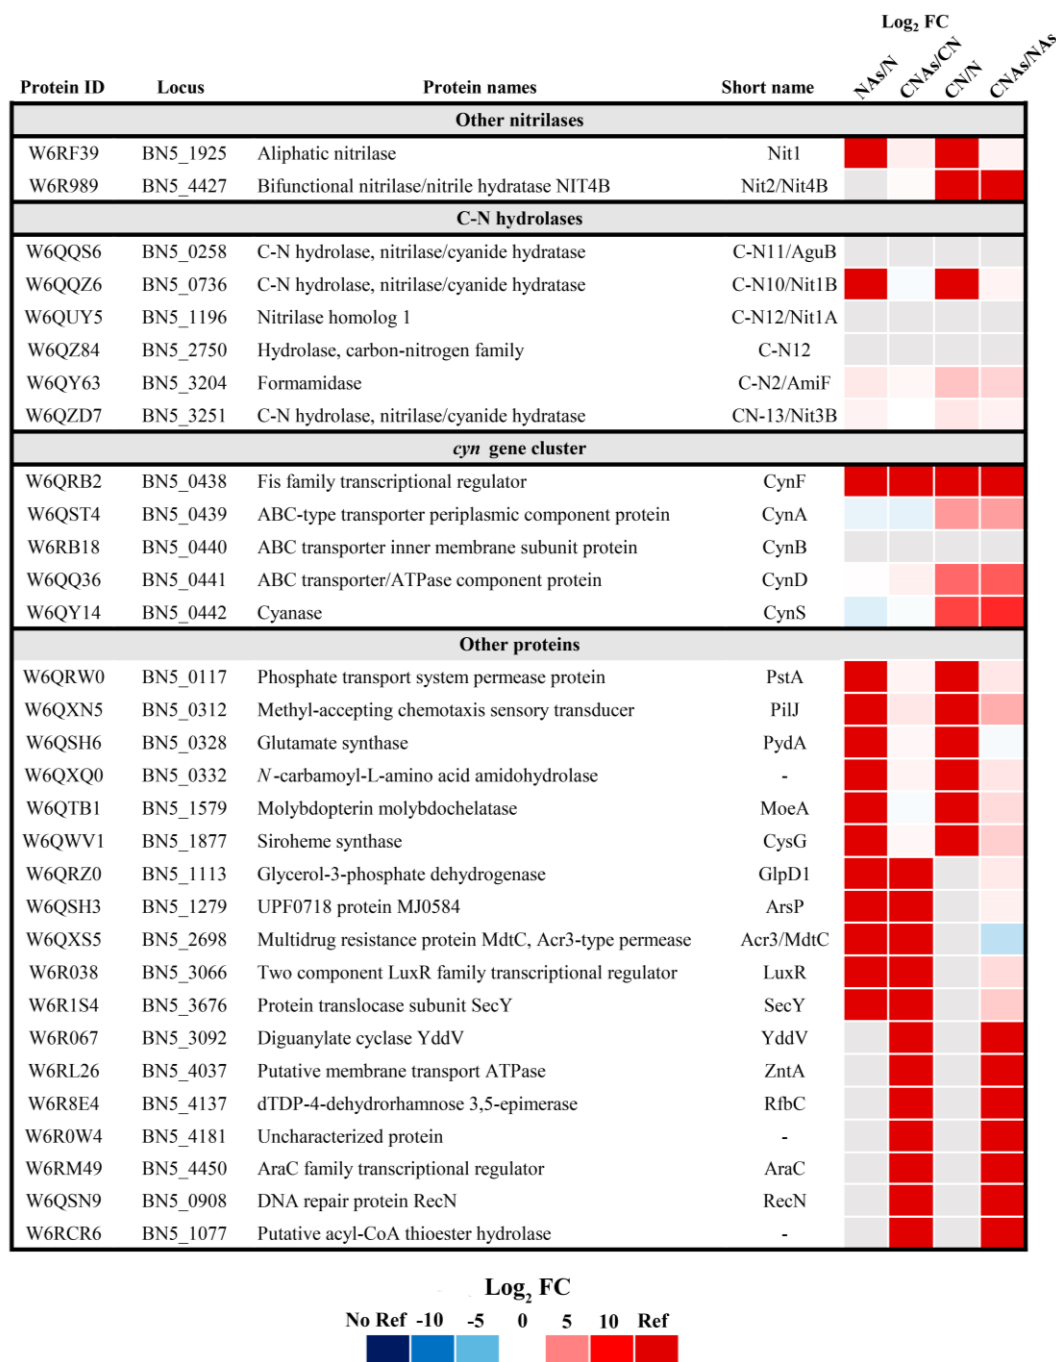 Log2 FC
Protein ID Locus Protein names Short name NAs/N CNAs/CN CN/N CNAs/NAs
Other nitrilases
W6RF39 BN5_1925 Aliphatic nitrilase Nit1
W6R989 BN5_4427 Bifunctional nitrilase/nitrile hydratase NIT4B Nit2/Nit4B
C-N hydrolases
W6QQS6 BN5_0258 C-N hydrolase, nitrilase/cyanide hydratase C-N11/AguB
W6QQZ6 BN5_0736 C-N hydrolase, nitrilase/cyanide hydratase C-N10/Nit1B
W6QUY5 BN5_1196 Nitrilase homolog 1 C-N12/Nit1A
W6QZ84 BN5_2750 Hydrolase, carbon-nitrogen family C-N12
W6QY63 BN5_3204 Formamidase C-N2/AmiF
W6QZD7 BN5_3251 C-N hydrolase, nitrilase/cyanide hydratase CN-13/Nit3B
cyn gene cluster
W6QRB2 BN5_0438 Fis family transcriptional regulator CynF
W6QST4 BN5_0439 ABC-type transporter periplasmic component protein CynA
W6RB18 BN5_0440 ABC transporter inner membrane subunit protein CynB
W6QQ36 BN5_0441 ABC transporter/ATPase component protein CynD
W6QY14 BN5_0442 Cyanase CynS
Other proteins
W6QRW0 BN5_0117 Phosphate transport system permease protein PstA
W6QXN5 BN5_0312 Methyl-accepting chemotaxis sensory transducer PilJ
W6QSH6 BN5_0328 Glutamate synthase PydA
W6QXQ0 BN5_0332 N-carbamoyl-L-amino acid amidohydrolase -
W6QTB1 BN5_1579 Molybdopterin molybdochelatase MoeA
W6QWV1 BN5_1877 Siroheme synthase CysG
W6QRZ0 BN5_1113 Glycerol-3-phosphate dehydrogenase GlpD1
W6QSH3 BN5_1279 UPF0718 protein MJ0584 ArsP
W6QXS5 BN5_2698 Multidrug resistance protein MdtC, Acr3-type permease Acr3/MdtC
W6R038 BN5_3066 Two component LuxR family transcriptional regulator LuxR
W6R1S4 BN5_3676 Protein translocase subunit SecY SecY
W6R067 BN5_3092 Diguanylate cyclase YddV YddV
W6RL26 BN5_4037 Putative membrane transport ATPase ZntA
W6R8E4 BN5_4137 dTDP-4-dehydrorhamnose 3,5-epimerase RfbC
W6R0W4 BN5_4181 Uncharacterized protein -
W6RM49 BN5_4450 AraC family transcriptional regulator AraC
W6QSN9 BN5_0908 DNA repair protein RecN RecN
W6RCR6 BN5_1077 Putative acyl-CoA thioester hydrolase -
Log2 FC
No Ref -10 -5 0 5 10 Ref